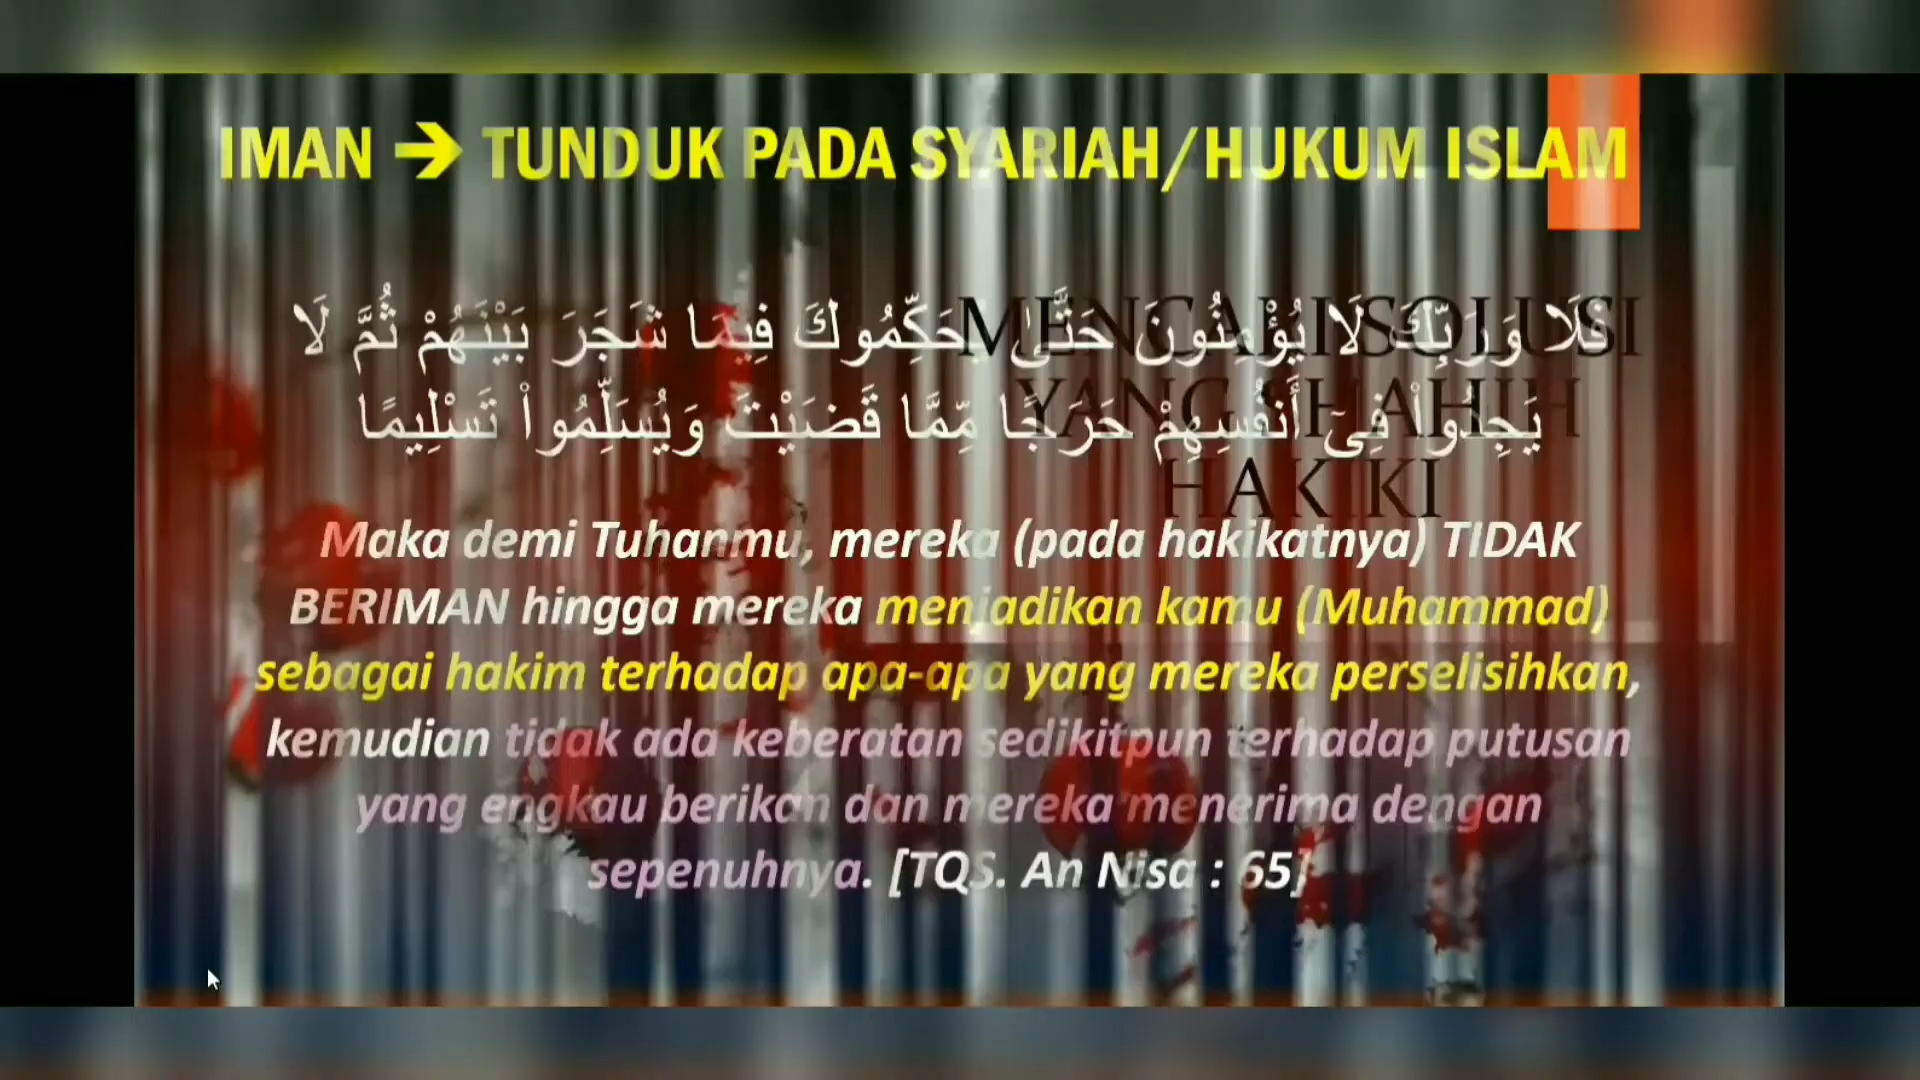 IMAN ➔ TUNDUK PADA SYARIAH/HUKUM ISLAM
فَلَا وَرَبِّكَ لَا يُؤْمِنُونَ حَتَّىٰ يُحَكِّمُوكَ فِيمَا شَجَرَ بَيْنَهُمْ ثُمَّ لَا
يَجِدُوا۟ فِىٓ أَنفُسِهِمْ حَرَجًا مِّمَّا قَضَيْتَ وَيُسَلِّمُوا۟ تَسْلِيمًا
MENCARI SOLUSI
YANG SHAHIH
HAKIKI
Maka demi Tuhanmu, mereka (pada hakikatnya) TIDAK
BERIMAN hingga mereka menjadikan kamu (Muhammad)
sebagai hakim terhadap apa-apa yang mereka perselisihkan,
kemudian tidak ada keberatan sedikitpun terhadap putusan
yang engkau berikan dan mereka menerima dengan
sepenuhnya. [TQS. An Nisa : 65]